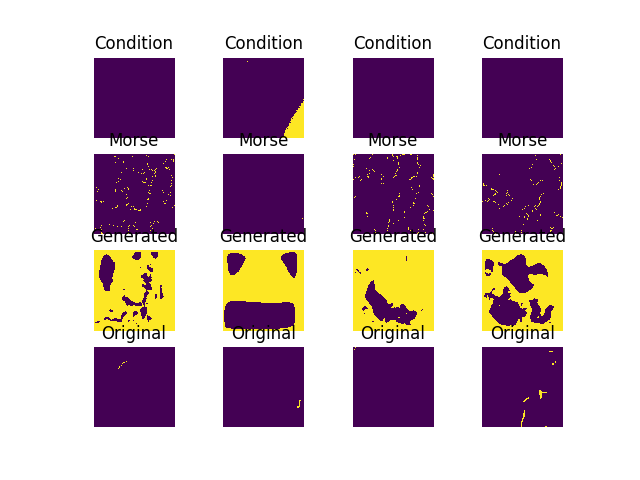 Condition Condition Condition Condition
Morse Morse Morse Morse
Generated Generated Generated Generated
Original Original Original Original